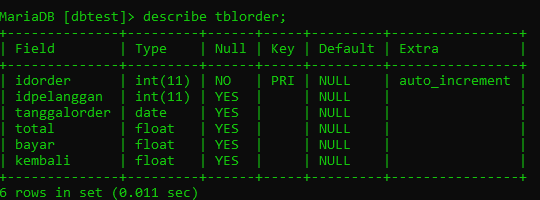 MariaDB [dbtest]> describe tblorder;
+--------------+---------+------+-----+---------+----------------+
| Field        | Type    | Null | Key | Default | Extra          |
+--------------+---------+------+-----+---------+----------------+
| idorder      | int(11) | NO   | PRI | NULL    | auto_increment |
| idpelanggan  | int(11) | YES  |     | NULL    |                |
| tanggalorder | date    | YES  |     | NULL    |                |
| total        | float   | YES  |     | NULL    |                |
| bayar        | float   | YES  |     | NULL    |                |
| kembali      | float   | YES  |     | NULL    |                |
+--------------+---------+------+-----+---------+----------------+
6 rows in set (0.011 sec)